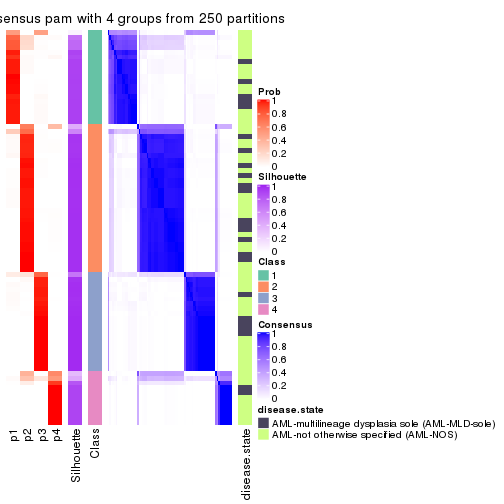 sensus pam with 4 groups from 250 partitions
Prob
1
0.8
0.6
0.4
0.2
0
Silhouette
1
0.8
0.6
0.4
0.2
0
Class
1
2
3
4
Consensus
1
0.8
0.6
0.4
0.2
0
disease.state
AML-multilineage dysplasia sole (AML-MLD-sole)
AML-not otherwise specified (AML-NOS)
p1
p2
p3
p4
Silhouette
Class
disease.state